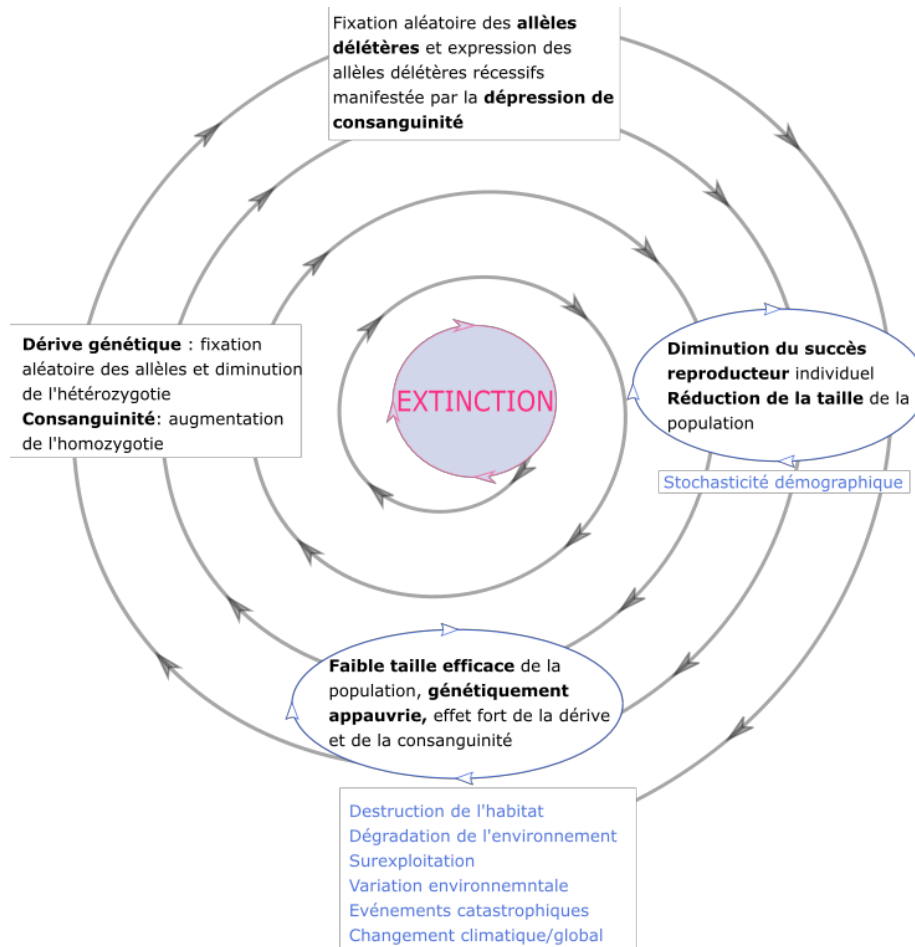 Fixation aléatoire des allèles
délétères et expression des
allèles délétères récessifs
manifestée par la dépression de
consanguinité
Dérive génétique : fixation
aléatoire des allèles et diminution
de l'hétérozygotie
Consanguinité: augmentation
de l'homozygotie
EXTINCTION
Diminution du succès
reproducteur individuel
Réduction de la taille de la
population
Stochasticité démographique
Faible taille efficace de la
population, génétiquement
appauvrie, effet fort de la dérive
et de la consanguinité
Destruction de l'habitat
Dégradation de l'environnement
Surexploitation
Variation environnemntale
Evénements catastrophiques
Changement climatique/global